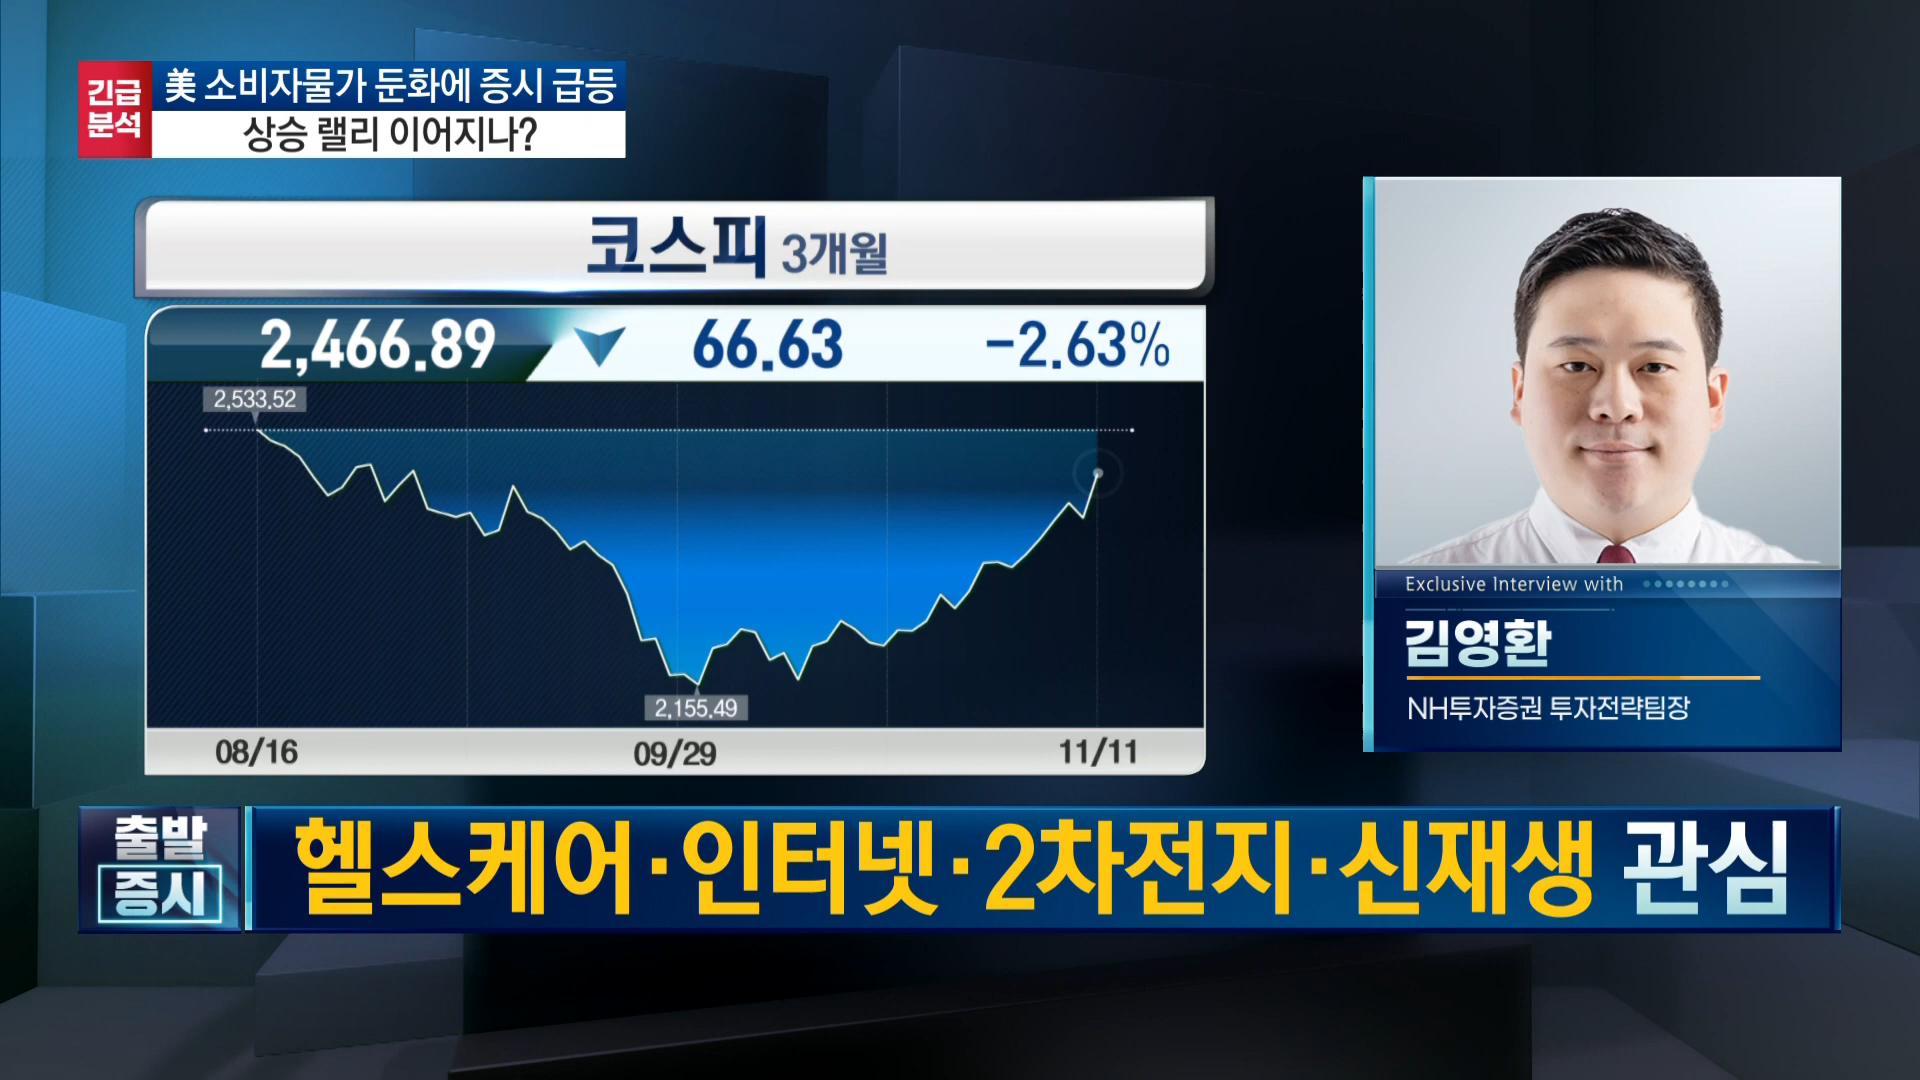 긴급
분석
美 소비자물가 둔화에 증시 급등
상승 랠리 이어지나?
코스피 3개월
2,466.89 66.63 -2.63%
2,533.52
2,155.49
08/16 09/29 11/11
Exclusive Interview with
김영환
NH투자증권 투자전략팀장
출발
증시
헬스케어·인터넷·2차전지·신재생 관심